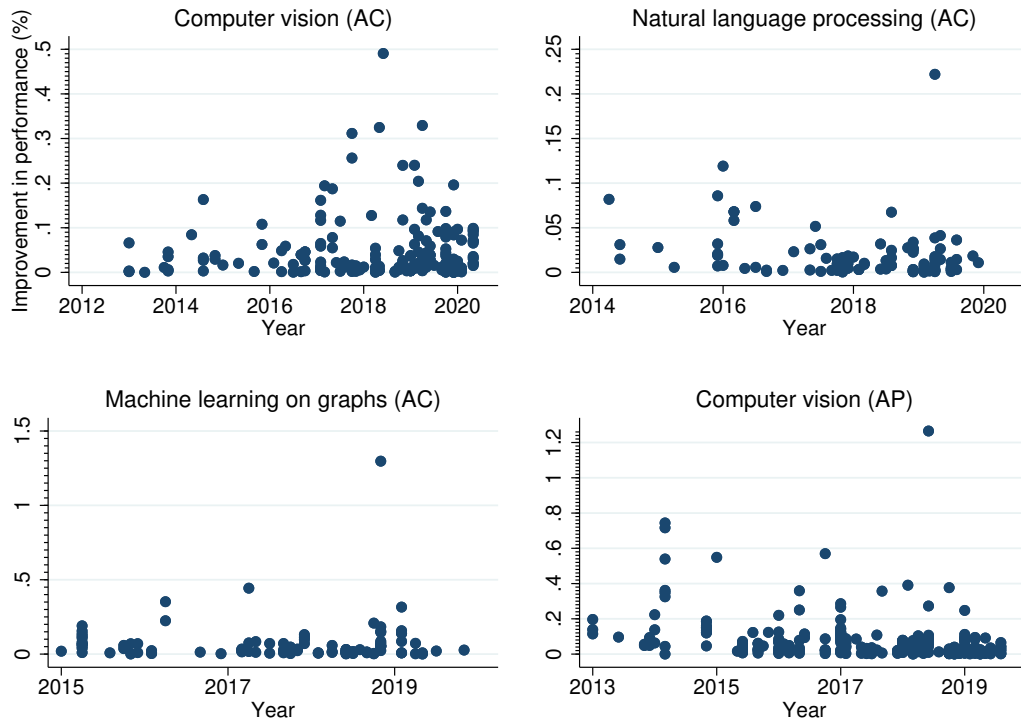 Computer vision (AC)
Improvement in performance (%)
.5
.4
.3
.2
.1
0
2012 2014 2016 2018 2020
Year
Natural language processing (AC)
.25
.2
.15
.1
.05
0
2014 2016 2018 2020
Year
Machine learning on graphs (AC)
1.5
1
.5
0
2015 2017 2019
Year
Computer vision (AP)
1.2
1
.8
.6
.4
.2
0
2013 2015 2017 2019
Year